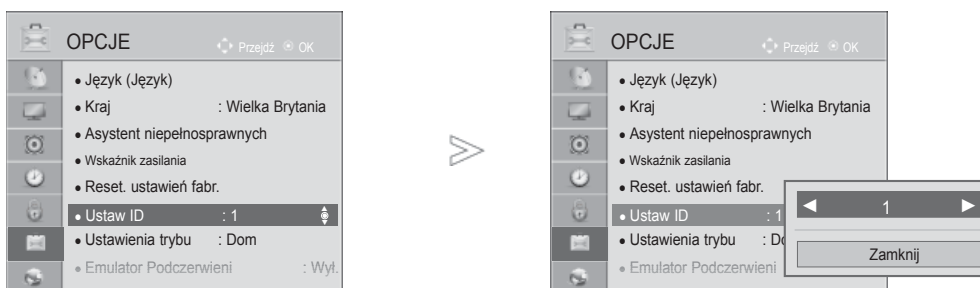 OPCJE Przejdź OK
• Język (Język)
• Kraj : Wielka Brytania
• Asystent niepełnosprawnych
• Wskaźnik zasilania
• Reset. ustawień fabr.
• Ustaw ID : 1
• Ustawienia trybu : Dom
• Emulator Podczerwieni : Wył.
OPCJE Przejdź OK
• Język (Język)
• Kraj : Wielka Brytania
• Asystent niepełnosprawnych
• Wskaźnik zasilania
• Reset. ustawień fabr.
• Ustaw ID : 1
• Ustawienia trybu : Do
• Emulator Podczerwieni
◄ 1 ►
Zamknij